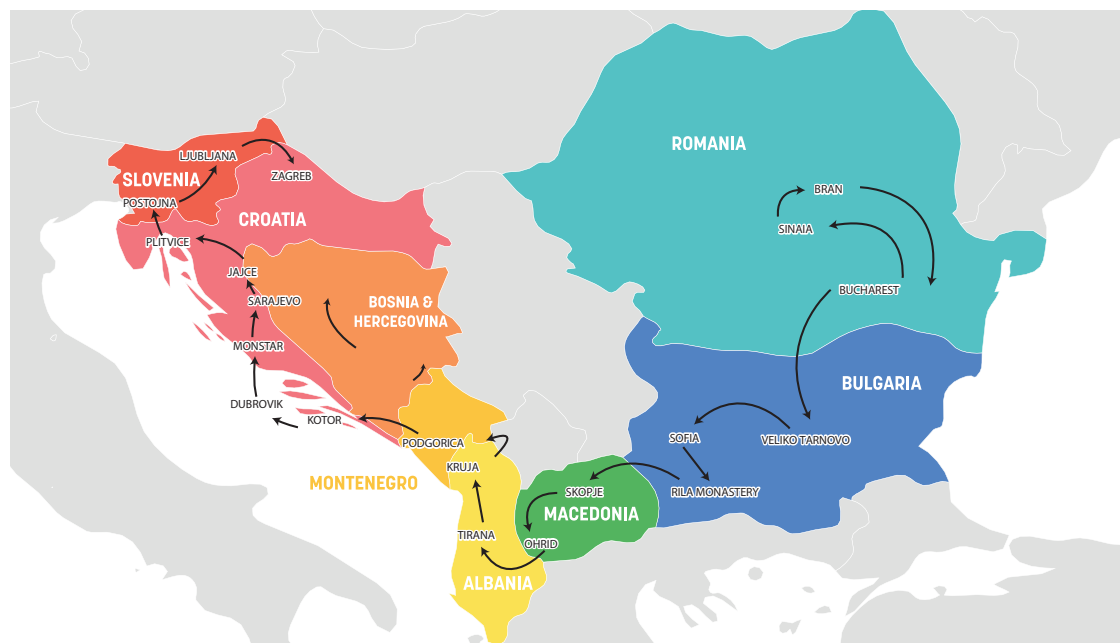 ROMANIA
LJUBLJANA
SLOVENIA
ZAGREB
BRAN
POSTOJNA
CROATIA
SINAIA
PLITVICE
JAJCE
BUCHAREST
SARAJEVO
BOSNIA &
HERCEGOVINA
MONSTAR
BULGARIA
DUBROVIK
KOTOR
SOFIA
VELIKO TARNOVO
PODGORICA
KRUJA
MONTENEGRO
SKOPJE
RILA MONASTERY
MACEDONIA
TIRANA
OHRID
ALBANIA